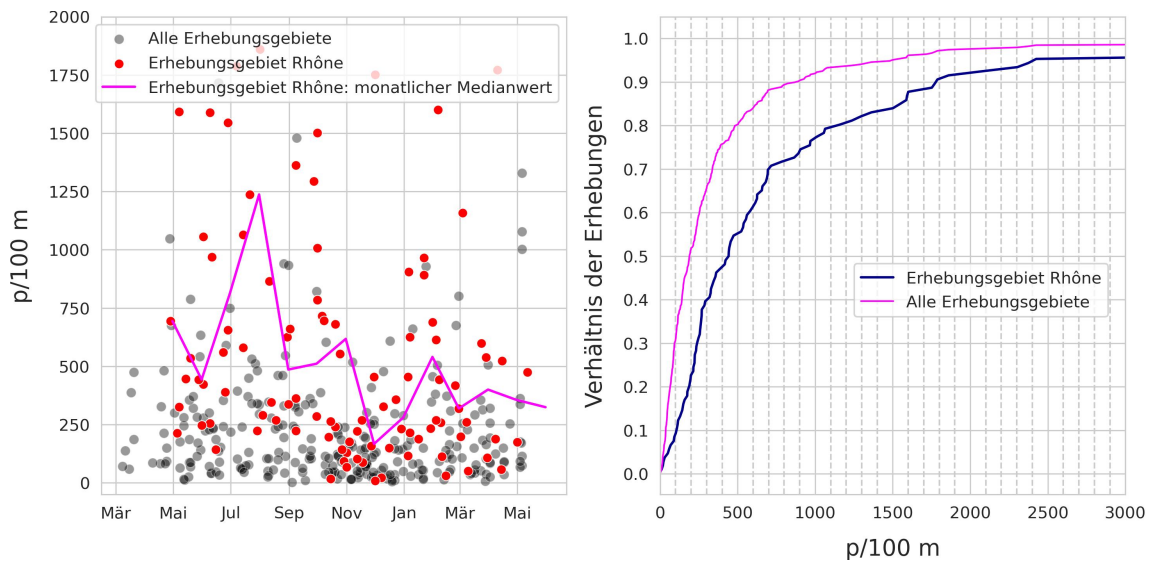 2000
1750
1500
1250
1000
750
500
250
0
p/100 m
Alle Erhebungsgebiete
Erhebungsgebiet Rhône
Erhebungsgebiet Rhône: monatlicher Medianwert
Mär Mai Jul Sep Nov Jan Mär Mai
1.0
0.9
0.8
0.7
0.6
0.5
0.4
0.3
0.2
0.1
0.0
Verhältnis der Erhebungen
Erhebungsgebiet Rhône
Alle Erhebungsgebiete
0 500 1000 1500 2000 2500 3000
p/100 m